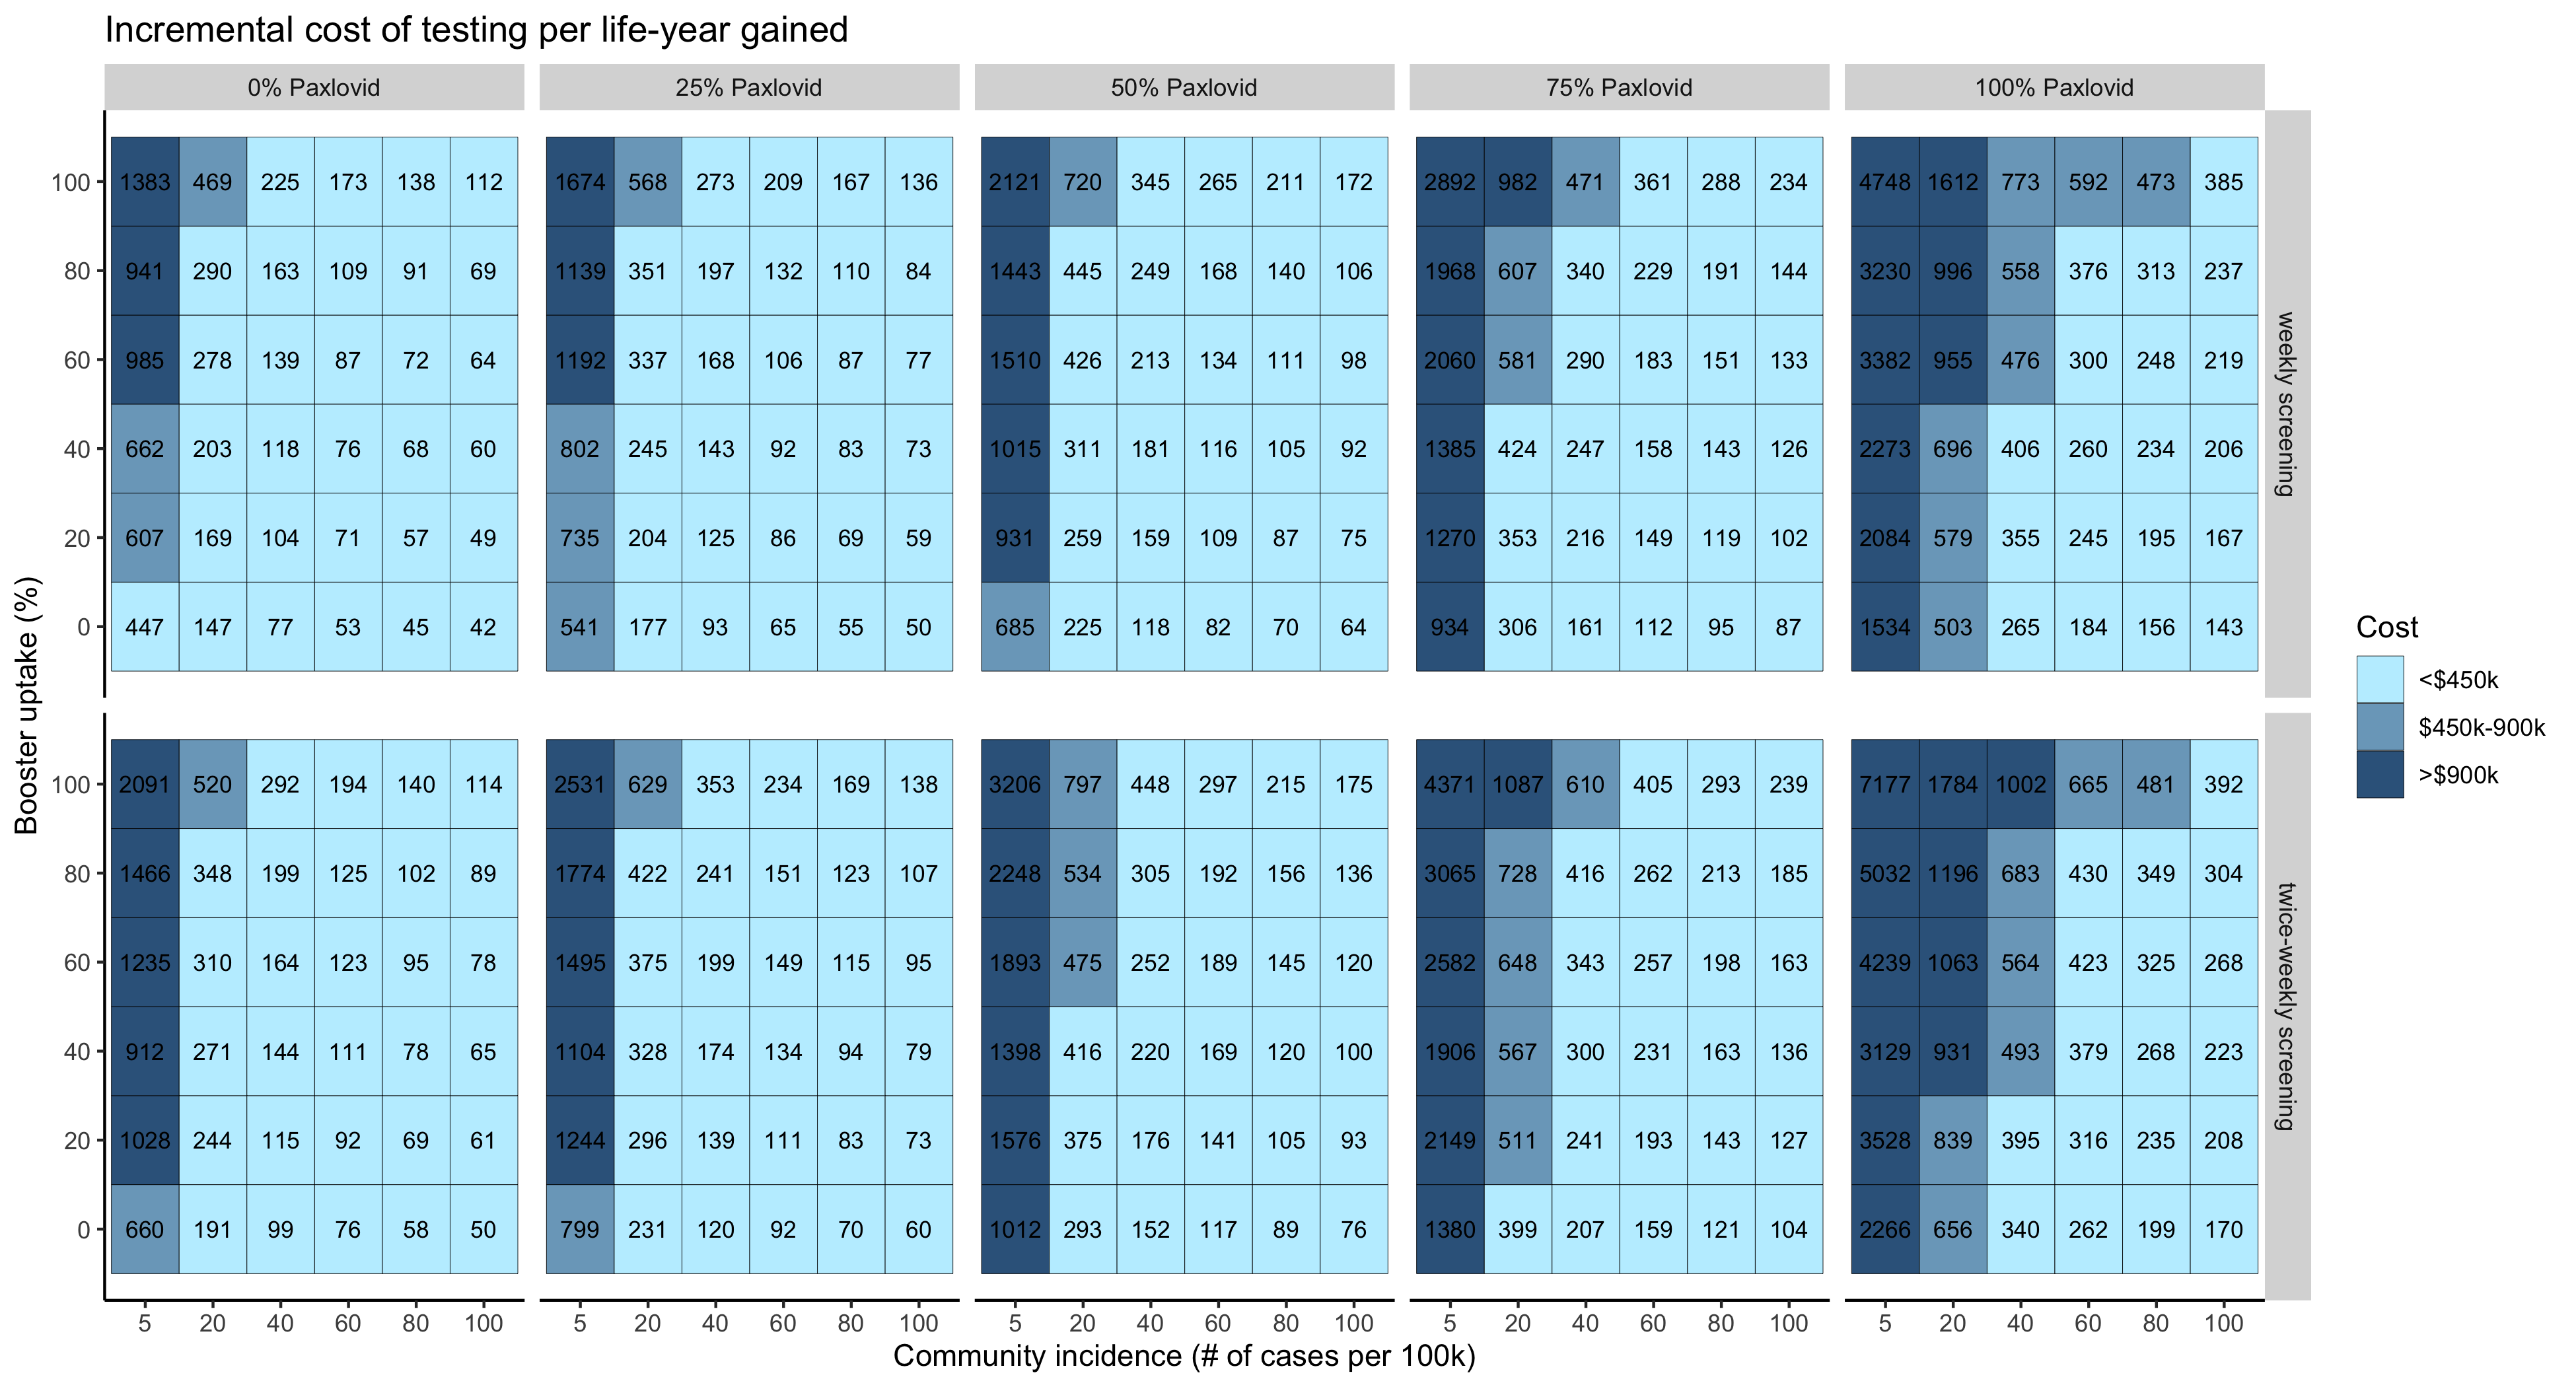 Incremental cost of testing per life-year gained
0% Paxlovid 25% Paxlovid 50% Paxlovid 75% Paxlovid 100% Paxlovid
100 1383 469 225 173 138 112 1674 568 273 209 167 136 2121 720 345 265 211 172 2892 982 471 361 288 234 4748 1612 773 592 473 385
80 941 290 163 109 91 69 1139 351 197 132 110 84 1443 445 249 168 140 106 1968 607 340 229 191 144 3230 996 558 376 313 237
60 985 278 139 87 72 64 1192 337 168 106 87 77 1510 426 213 134 111 98 2060 581 290 183 151 133 3382 955 476 300 248 219
40 662 203 118 76 68 60 802 245 143 92 83 73 1015 311 181 116 105 92 1385 424 247 158 143 126 2273 696 406 260 234 206
20 607 169 104 71 57 49 735 204 125 86 69 59 931 259 159 109 87 75 1270 353 216 149 119 102 2084 579 355 245 195 167
0 447 147 77 53 45 42 541 177 93 65 55 50 685 225 118 82 70 64 934 306 161 112 95 87 1534 503 265 184 156 143
weekly screening
Booster uptake (%)
100 2091 520 292 194 140 114 2531 629 353 234 169 138 3206 797 448 297 215 175 4371 1087 610 405 293 239 7177 1784 1002 665 481 392
80 1466 348 199 125 102 89 1774 422 241 151 123 107 2248 534 305 192 156 136 3065 728 416 262 213 185 5032 1196 683 430 349 304
60 1235 310 164 123 95 78 1495 375 199 149 115 95 1893 475 252 189 145 120 2582 648 343 257 198 163 4239 1063 564 423 325 268
40 912 271 144 111 78 65 1104 328 174 134 94 79 1398 416 220 169 120 100 1906 567 300 231 163 136 3129 931 493 379 268 223
20 1028 244 115 92 69 61 1244 296 139 111 83 73 1576 375 176 141 105 93 2149 511 241 193 143 127 3528 839 395 316 235 208
0 660 191 99 76 58 50 799 231 120 92 70 60 1012 293 152 117 89 76 1380 399 207 159 121 104 2266 656 340 262 199 170
twice-weekly screening
5 20 40 60 80 100 5 20 40 60 80 100 5 20 40 60 80 100 5 20 40 60 80 100 5 20 40 60 80 100
Community incidence (# of cases per 100k)
Cost
<$450k
$450k-900k
>$900k